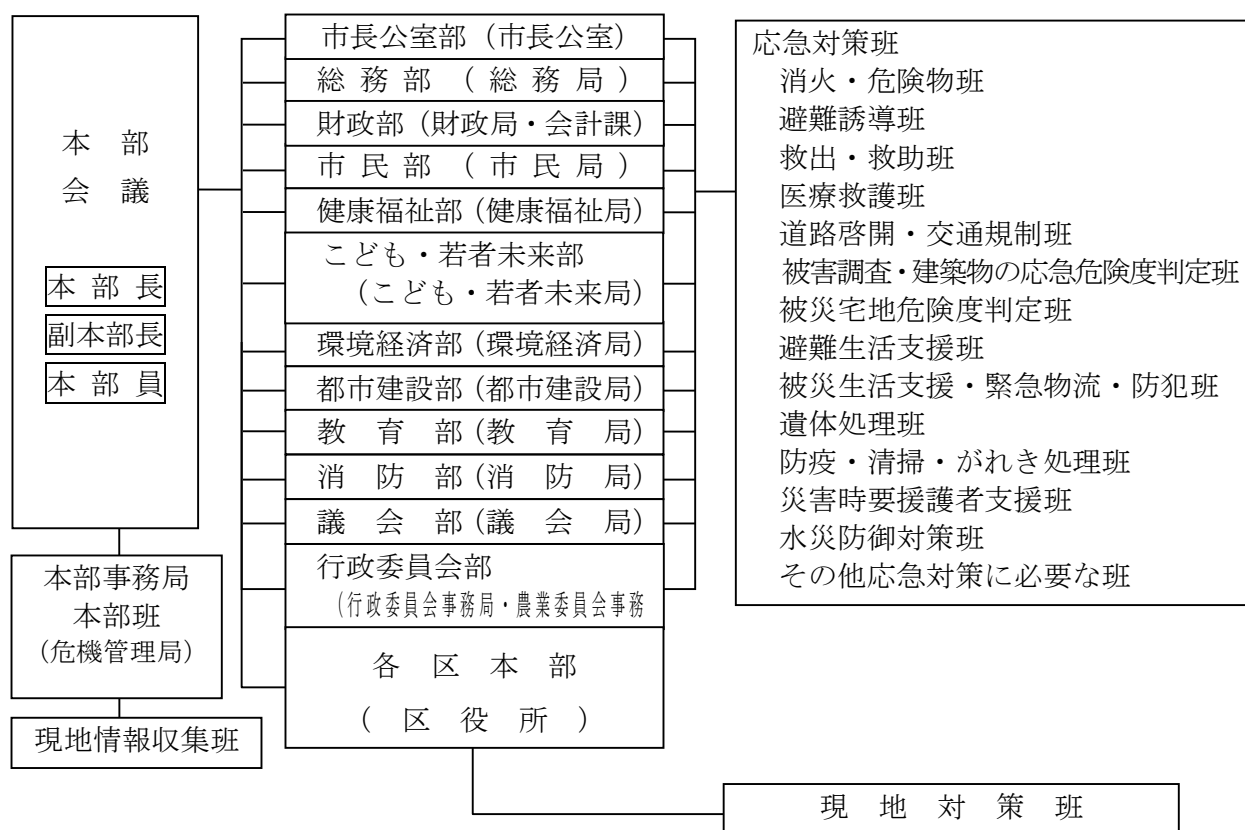 本部
会議
本部長
副本部長
本部員
本部事務局
本部班
(危機管理局)
現地情報収集班
市長公室部(市長公室)
総務部(総務局)
財政部(財政局・会計課)
市民部(市民局)
健康福祉部(健康福祉局)
こども・若者未来部
(こども・若者未来局)
環境経済部(環境経済局)
都市建設部(都市建設局)
教育部(教育局)
消防部(消防局)
議会部(議会局)
行政委員会部
(行政委員会事務局・農業委員会事務
各区本部
(区役所)
応急対策班
消火・危険物班
避難誘導班
救出・救助班
医療救護班
道路啓開・交通規制班
被害調査・建築物の応急危険度判定班
被災宅地危険度判定班
避難生活支援班
被災生活支援・緊急物流・防犯班
遺体処理班
防疫・清掃・がれき処理班
災害時要援護者支援班
水災防御対策班
その他応急対策に必要な班
現地対策班